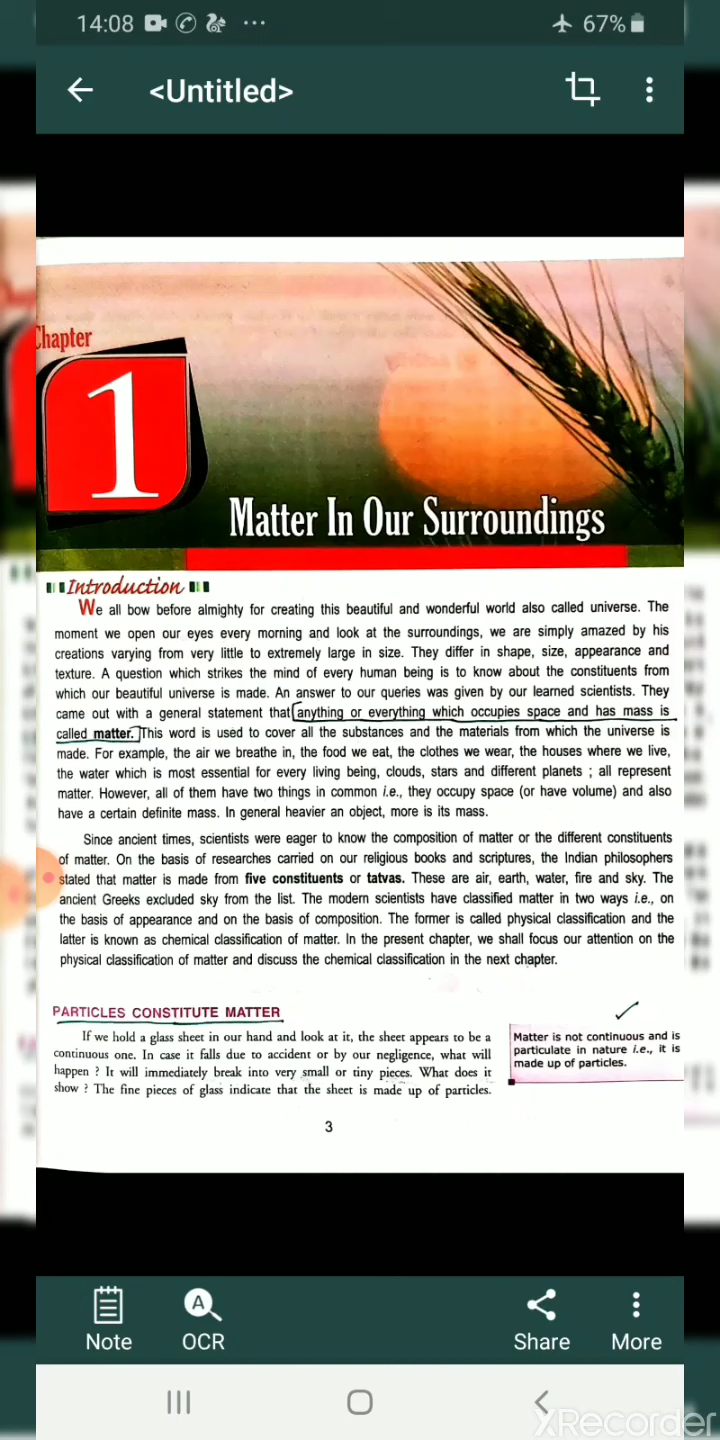 14:08
67%
<Untitled>
Chapter
1
Matter In Our Surroundings
Introduction
We all bow before almighty for creating this beautiful and wonderful world also called universe. The
moment we open our eyes every morning and look at the surroundings, we are simply amazed by his
creations varying from very little to extremely large in size. They differ in shape, size, appearance and
texture. A question which strikes the mind of every human being is to know about the constituents from
which our beautiful universe is made. An answer to our queries was given by our learned scientists. They
came out with a general statement that anything or everything which occupies space and has mass is
called matter. This word is used to cover all the substances and the materials from which the universe is
made. For example, the air we breathe in, the food we eat, the clothes we wear, the houses where we live,
the water which is most essential for every living being, clouds, stars and different planets ; all represent
matter. However, all of them have two things in common i.e., they occupy space (or have volume) and also
have a certain definite mass. In general heavier an object, more is its mass.
Since ancient times, scientists were eager to know the composition of matter or the different constituents
of matter. On the basis of researches carried on our religious books and scriptures, the Indian philosophers
stated that matter is made from five constituents or tatvas. These are air, earth, water, fire and sky. The
ancient Greeks excluded sky from the list. The modern scientists have classified matter in two ways i.e., on
the basis of appearance and on the basis of composition. The former is called physical classification and the
latter is known as chemical classification of matter. In the present chapter, we shall focus our attention on the
physical classification of matter and discuss the chemical classification in the next chapter.
PARTICLES CONSTITUTE MATTER
If we hold a glass sheet in our hand and look at it, the sheet appears to be a
continuous one. In case it falls due to accident or by our negligence, what will
happen ? It will immediately break into very small or tiny pieces. What does it
show ? The fine pieces of glass indicate that the sheet is made up of particles.
Matter is not continuous and is
particulate in nature i.e., it is
made up of particles.
3
Note
OCR
Share
More
XRecorder